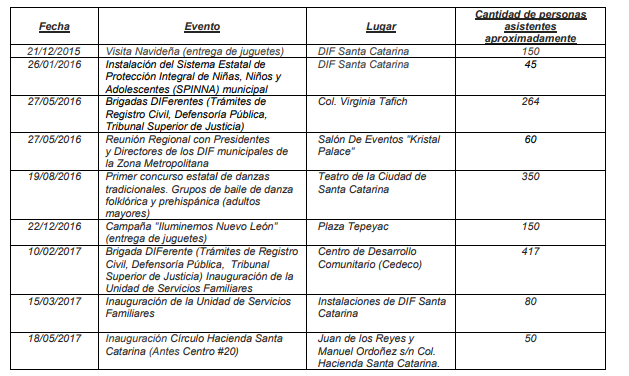 Fecha Evento Lugar Cantidad de personas
asistentes
aproximadamente
21/12/2015 Visita Navideña (entrega de juguetes) DIF Santa Catarina 150
26/01/2016 Instalación del Sistema Estatal de DIF Santa Catarina 45
Protección Integral de Niñas, Niños y
Adolescentes (SPINNA) municipal
27/05/2016 Brigadas DIFerentes (Trámites de Col. Virginia Tafich 264
Registro Civil, Defensoría Pública,
Tribunal Superior de Justicia)
27/05/2016 Reunión Regional con Presidentes Salón De Eventos "Kristal 60
y Directores de los DIF municipales de Palace"
la Zona Metropolitana
19/08/2016 Primer concurso estatal de danzas Teatro de la Ciudad de 350
tradicionales. Grupos de baile de danza Santa Catarina
folklórica y prehispánica (adultos
mayores)
22/12/2016 Campaña "Iluminemos Nuevo León" Plaza Tepeyac 150
(entrega de juguetes)
10/02/2017 Brigada DIFerente (Trámites de Registro Centro de Desarrollo 417
Civil, Defensoría Pública, Tribunal Comunitario (Cedeco)
Superior de Justicia) Inauguración de la
Unidad de Servicios Familiares
15/03/2017 Inauguración de la Unidad de Servicios Instalaciones de DIF Santa 80
Familiares Catarina
18/05/2017 Inauguración Círculo Hacienda Santa Juan de los Reyes y 50
Catarina (Antes Centro #20) Manuel Ordoñez s/n Col.
Hacienda Santa Catarina.